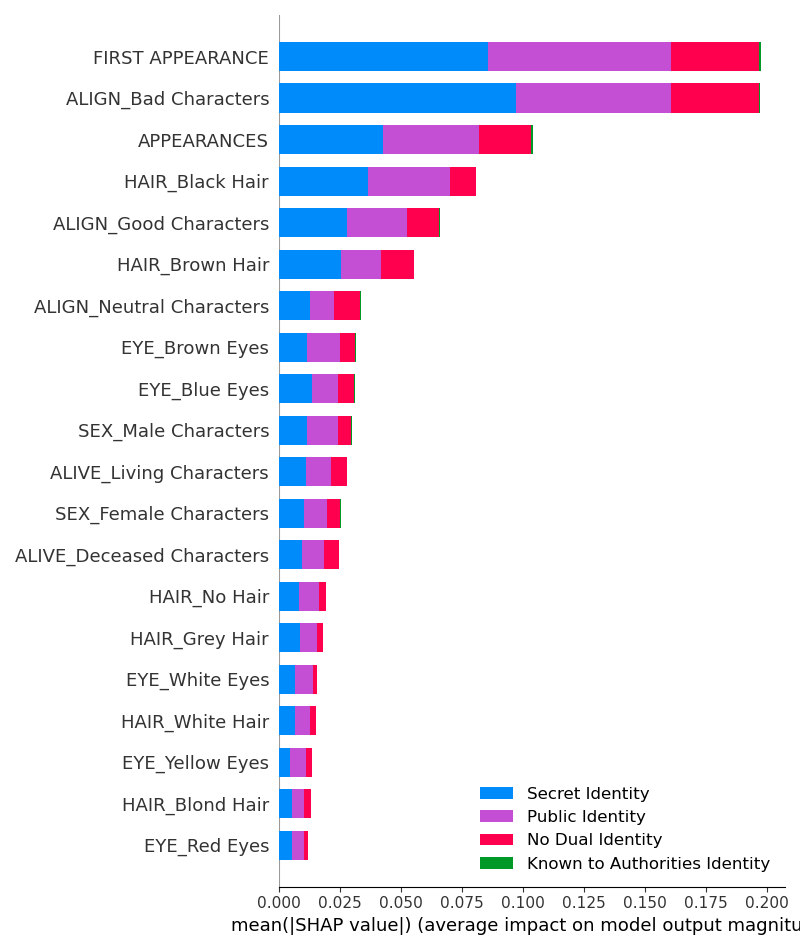 FIRST APPEARANCE
ALIGN_Bad Characters
APPEARANCES
HAIR_Black Hair
ALIGN_Good Characters
HAIR_Brown Hair
ALIGN_Neutral Characters
EYE_Brown Eyes
EYE_Blue Eyes
SEX_Male Characters
ALIVE_Living Characters
SEX_Female Characters
ALIVE_Deceased Characters
HAIR_No Hair
HAIR_Grey Hair
EYE_White Eyes
HAIR_White Hair
EYE_Yellow Eyes
HAIR_Blond Hair
EYE_Red Eyes
Secret Identity
Public Identity
No Dual Identity
Known to Authorities Identity
0.000 0.025 0.050 0.075 0.100 0.125 0.150 0.175 0.200
mean(|SHAP value|) (average impact on model output magnitu